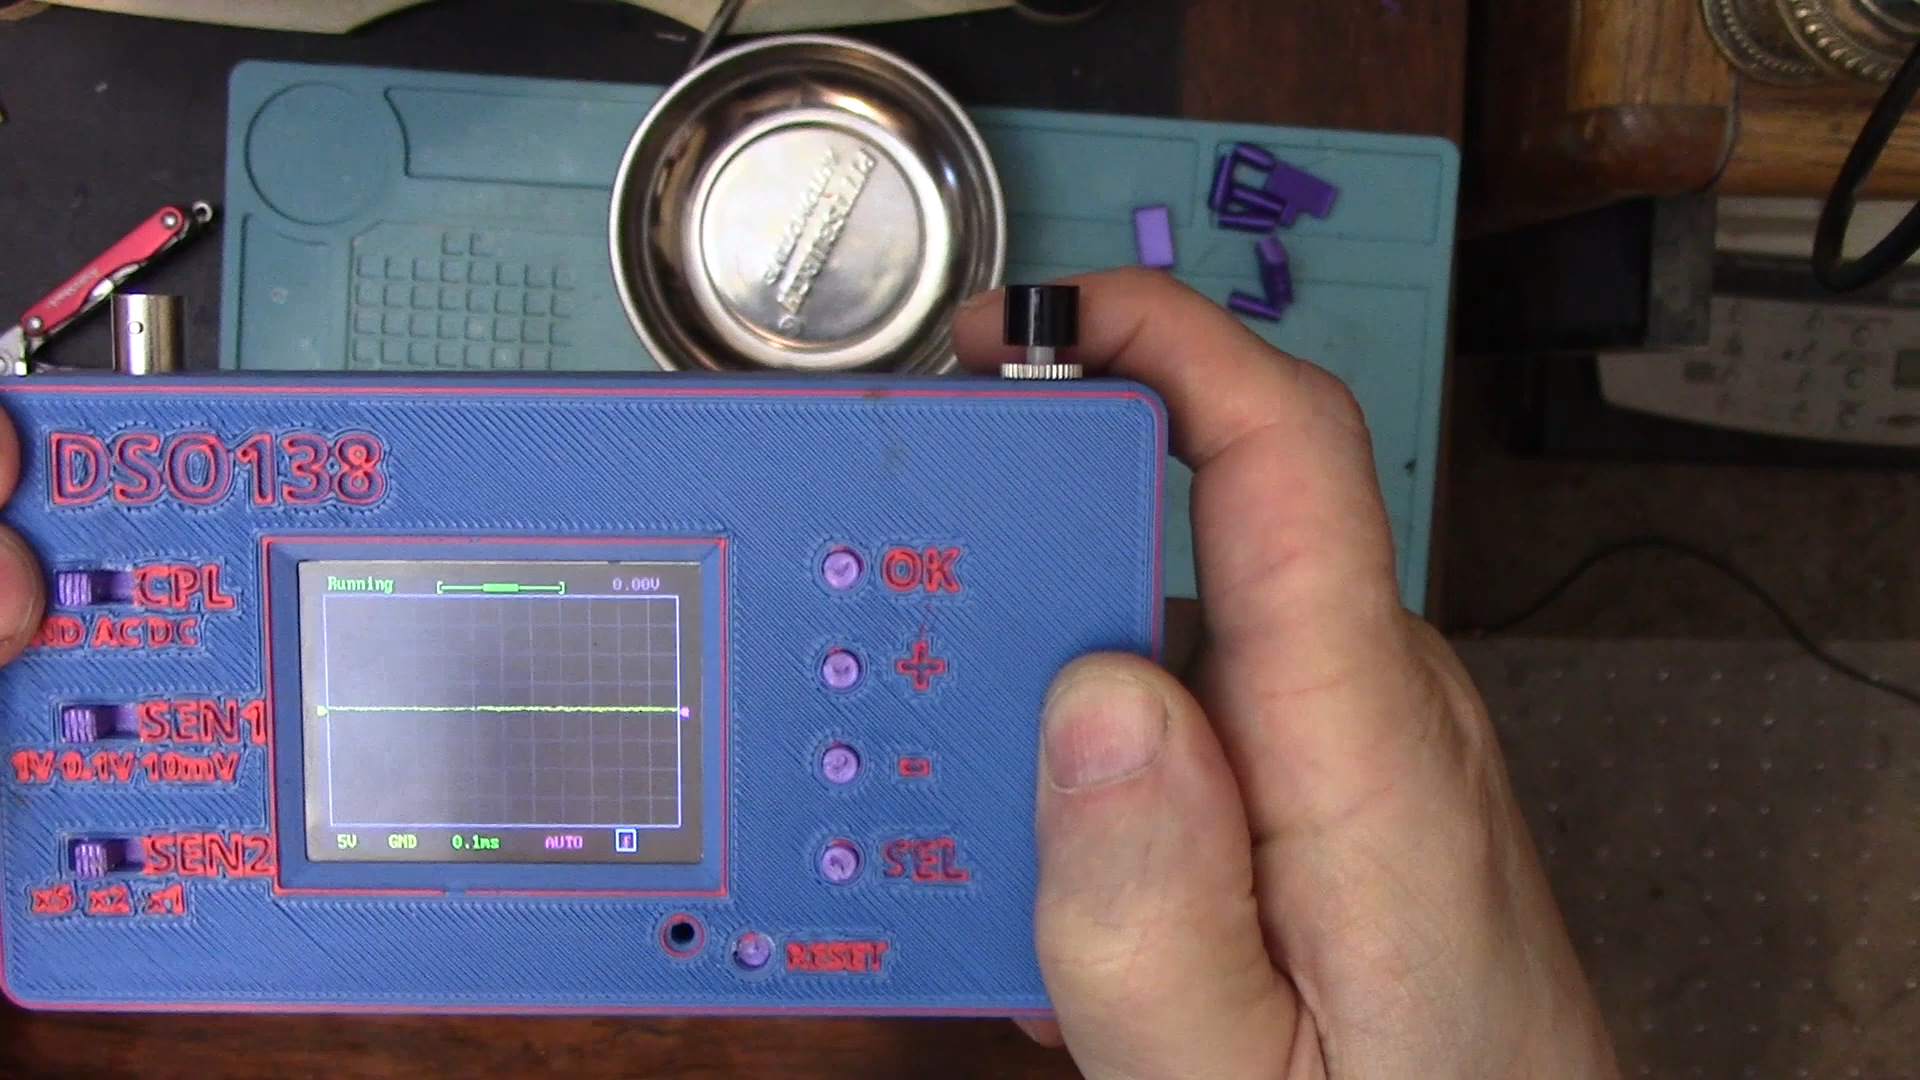 DSO138
CPL
ND AC DC
SEN1
1V 0.1V 10mV
SEN2
x5 x2 x1
Running
0.00V
5V GND 0.1ms AUTO f
OK
+
-
SEL
RESET